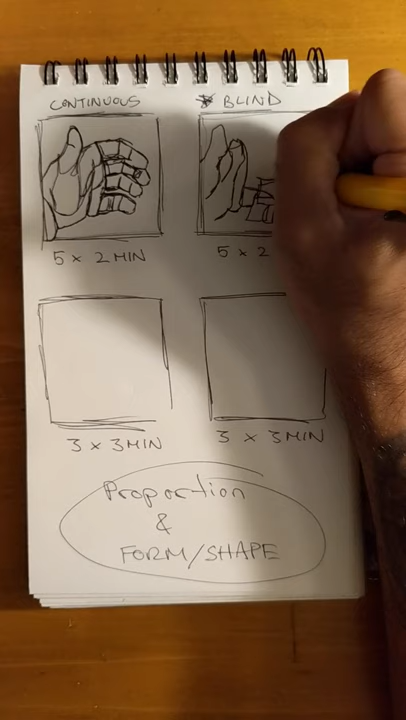 CONTINUOUS
BLIND
5 x 2 MIN
5 x 2
3 x 3MIN
3 x 3MIN
Proportion
&
FORM/SHAPE